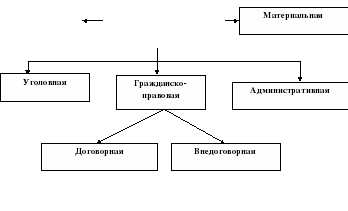 Материальная
Уголовная
Гражданско-
правовая
Административная
Договорная
Внедоговорная